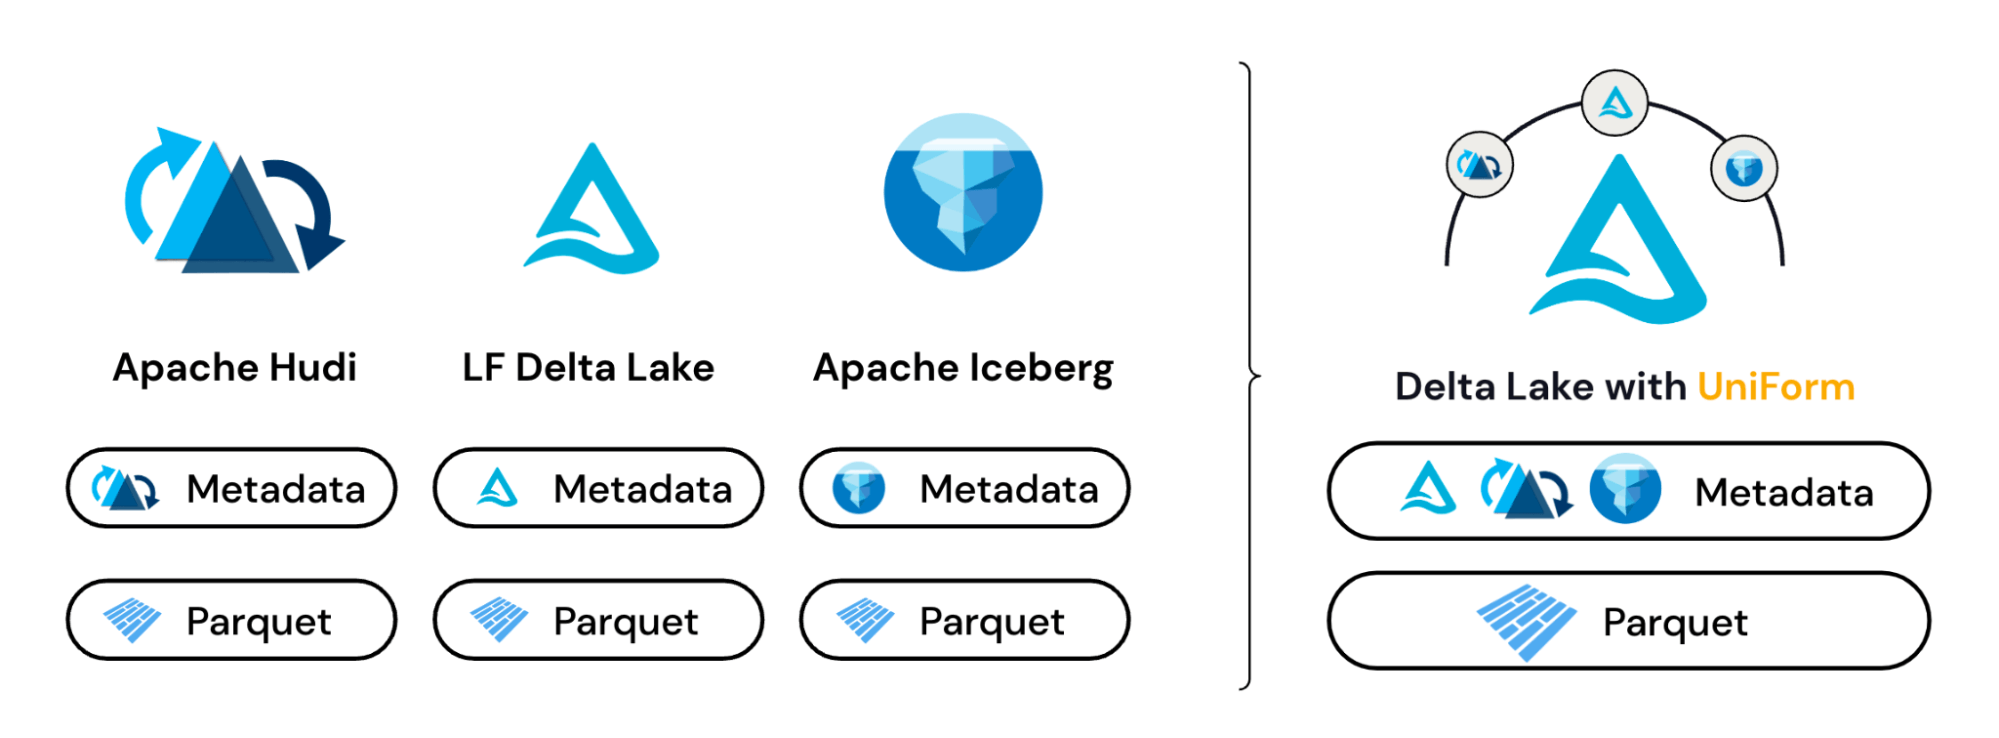 Apache Hudi
LF Delta Lake
Apache Iceberg
Metadata
Metadata
Metadata
Parquet
Parquet
Parquet
Delta Lake with UniForm
Metadata
Parquet